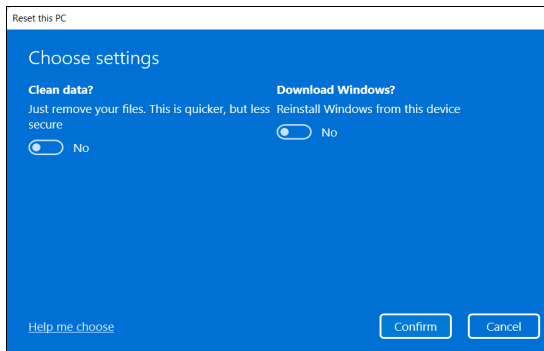 Reset this PC
Choose settings
Clean data?
Just remove your files. This is quicker, but less
secure
No
Download Windows?
Reinstall Windows from this device
No
Help me choose
Confirm
Cancel